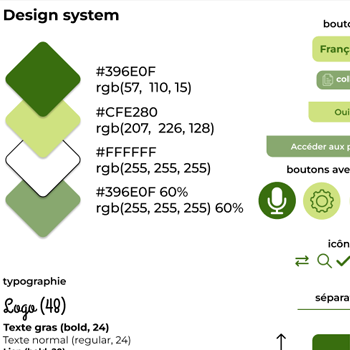 Design system
#396E0F
rgb(57, 110, 15)
#CFE280
rgb(207, 226, 128)
#FFFFFF
rgb(255, 255, 255)
#396E0F 60%
rgb(255, 255, 255) 60%
typographie
Logo (48)
Texte gras (bold, 24)
Texte normal (regular, 24)
bouto
Franç
col
Oui
Accéder aux p
boutons ave
icôn
sépara